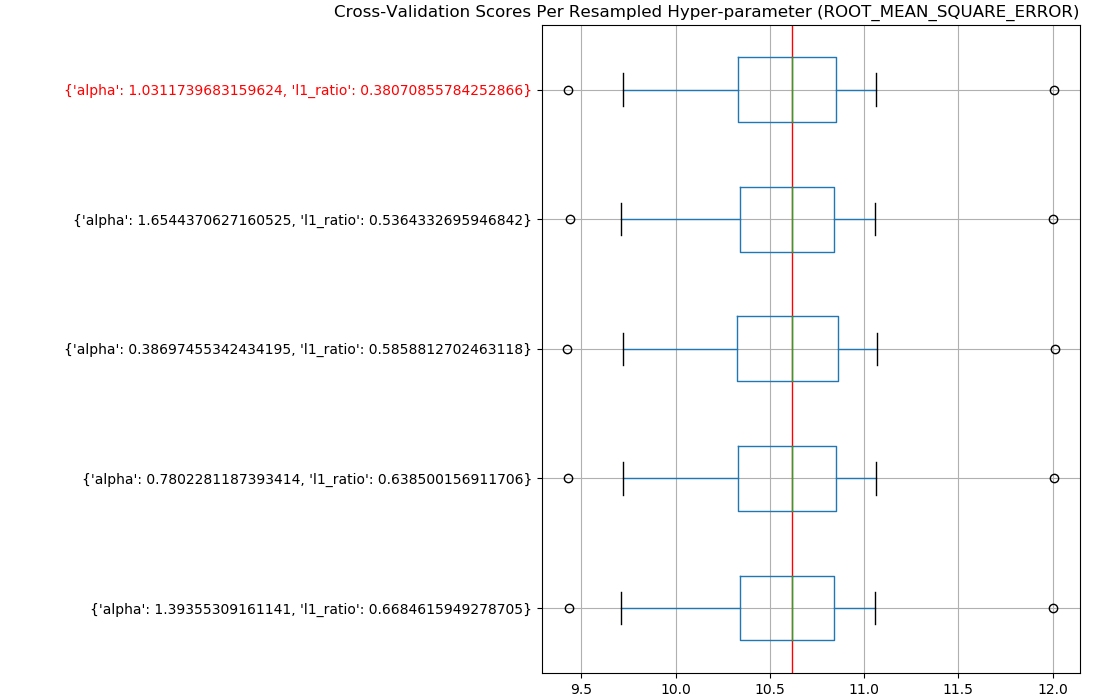 Cross-Validation Scores Per Resampled Hyper-parameter (ROOT_MEAN_SQUARE_ERROR)
{'alpha': 1.0311739683159624, 'l1_ratio': 0.38070855784252866}
{'alpha': 1.6544370627160525, 'l1_ratio': 0.5364332695946842}
{'alpha': 0.38697455342434195, 'l1_ratio': 0.5858812702463118}
{'alpha': 0.7802281187393414, 'l1_ratio': 0.638500156911706}
{'alpha': 1.39355309161141, 'l1_ratio': 0.6684615949278705}
9.5 10.0 10.5 11.0 11.5 12.0